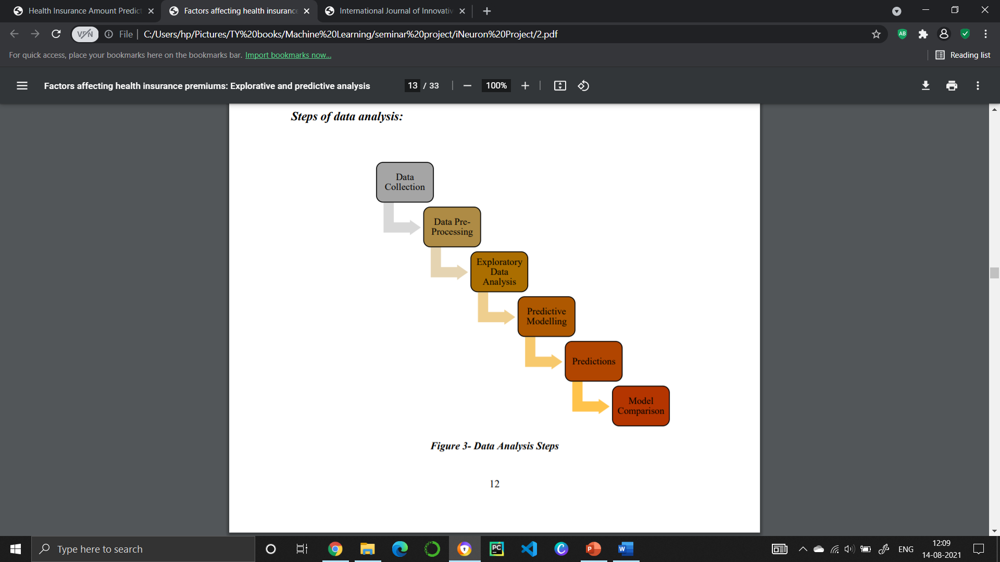 Health Insurance Amount Predict
Factors affecting health insurance
International Journal of Innovativ
VPN
File
C:/Users/hp/Pictures/TY%20books/Machine%20Learning/seminar%20project/iNeuron%20Project/2.pdf
AB
For quick access, place your bookmarks here on the bookmarks bar. Import bookmarks now...
Reading list
Factors affecting health insurance premiums: Explorative and predictive analysis
13 / 33
100%
Steps of data analysis:
Data
Collection
Data Pre-
Processing
Exploratory
Data
Analysis
Predictive
Modelling
Predictions
Model
Comparison
Figure 3- Data Analysis Steps
12
Type here to search
PC
C
P
W
ENG
12:09
14-08-2021